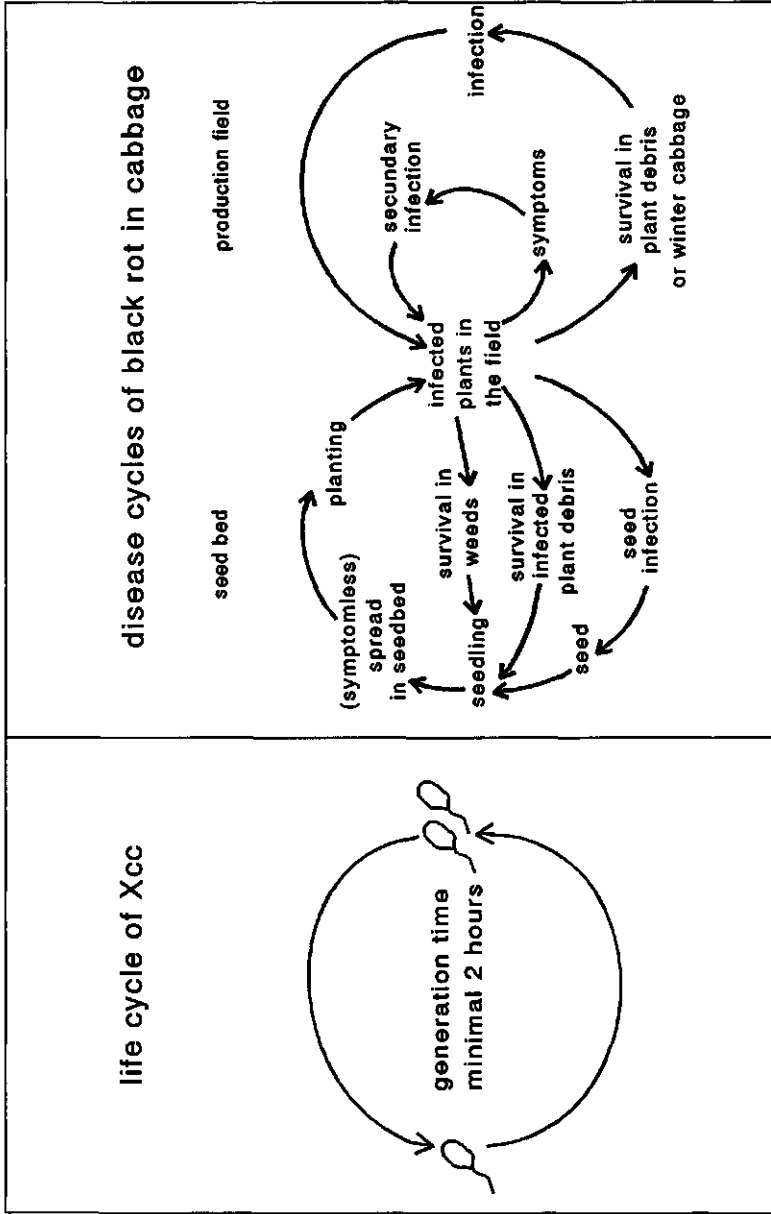 life cycle of Xcc
generation time
minimal 2 hours
disease cycles of black rot in cabbage
seed bed
production field
(symptomless)
spread
in seedbed
planting
seedling
survival in
weeds
survival in
infected
plant debris
seed
seed
infection
infected
plants in
the field
secundary
infection
symptoms
infection
survival in
plant debris
or winter cabbage